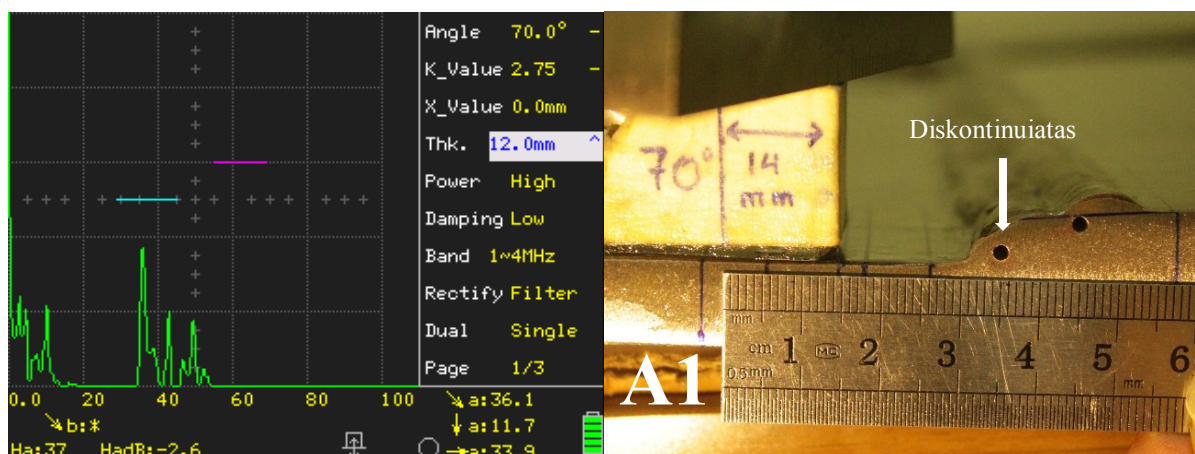 Angle 70.0° -
K_Value 2.75 -
X_Value 0.0mm
Thk. 12.0mm ^
Power High
Damping Low
Band 1~4MHz
Rectify Filter
Dual Single
Page 1/3
0.0 20 40 60 80 100 ↘a:36.1
↘b:* ↓a:11.7
Ha:37 HadB:-2.6 →a:33.9
70° 14
mm
Diskontinuiatas
A1
mm
cm 1 MC 2 3 4 5 6
0.5mm mm